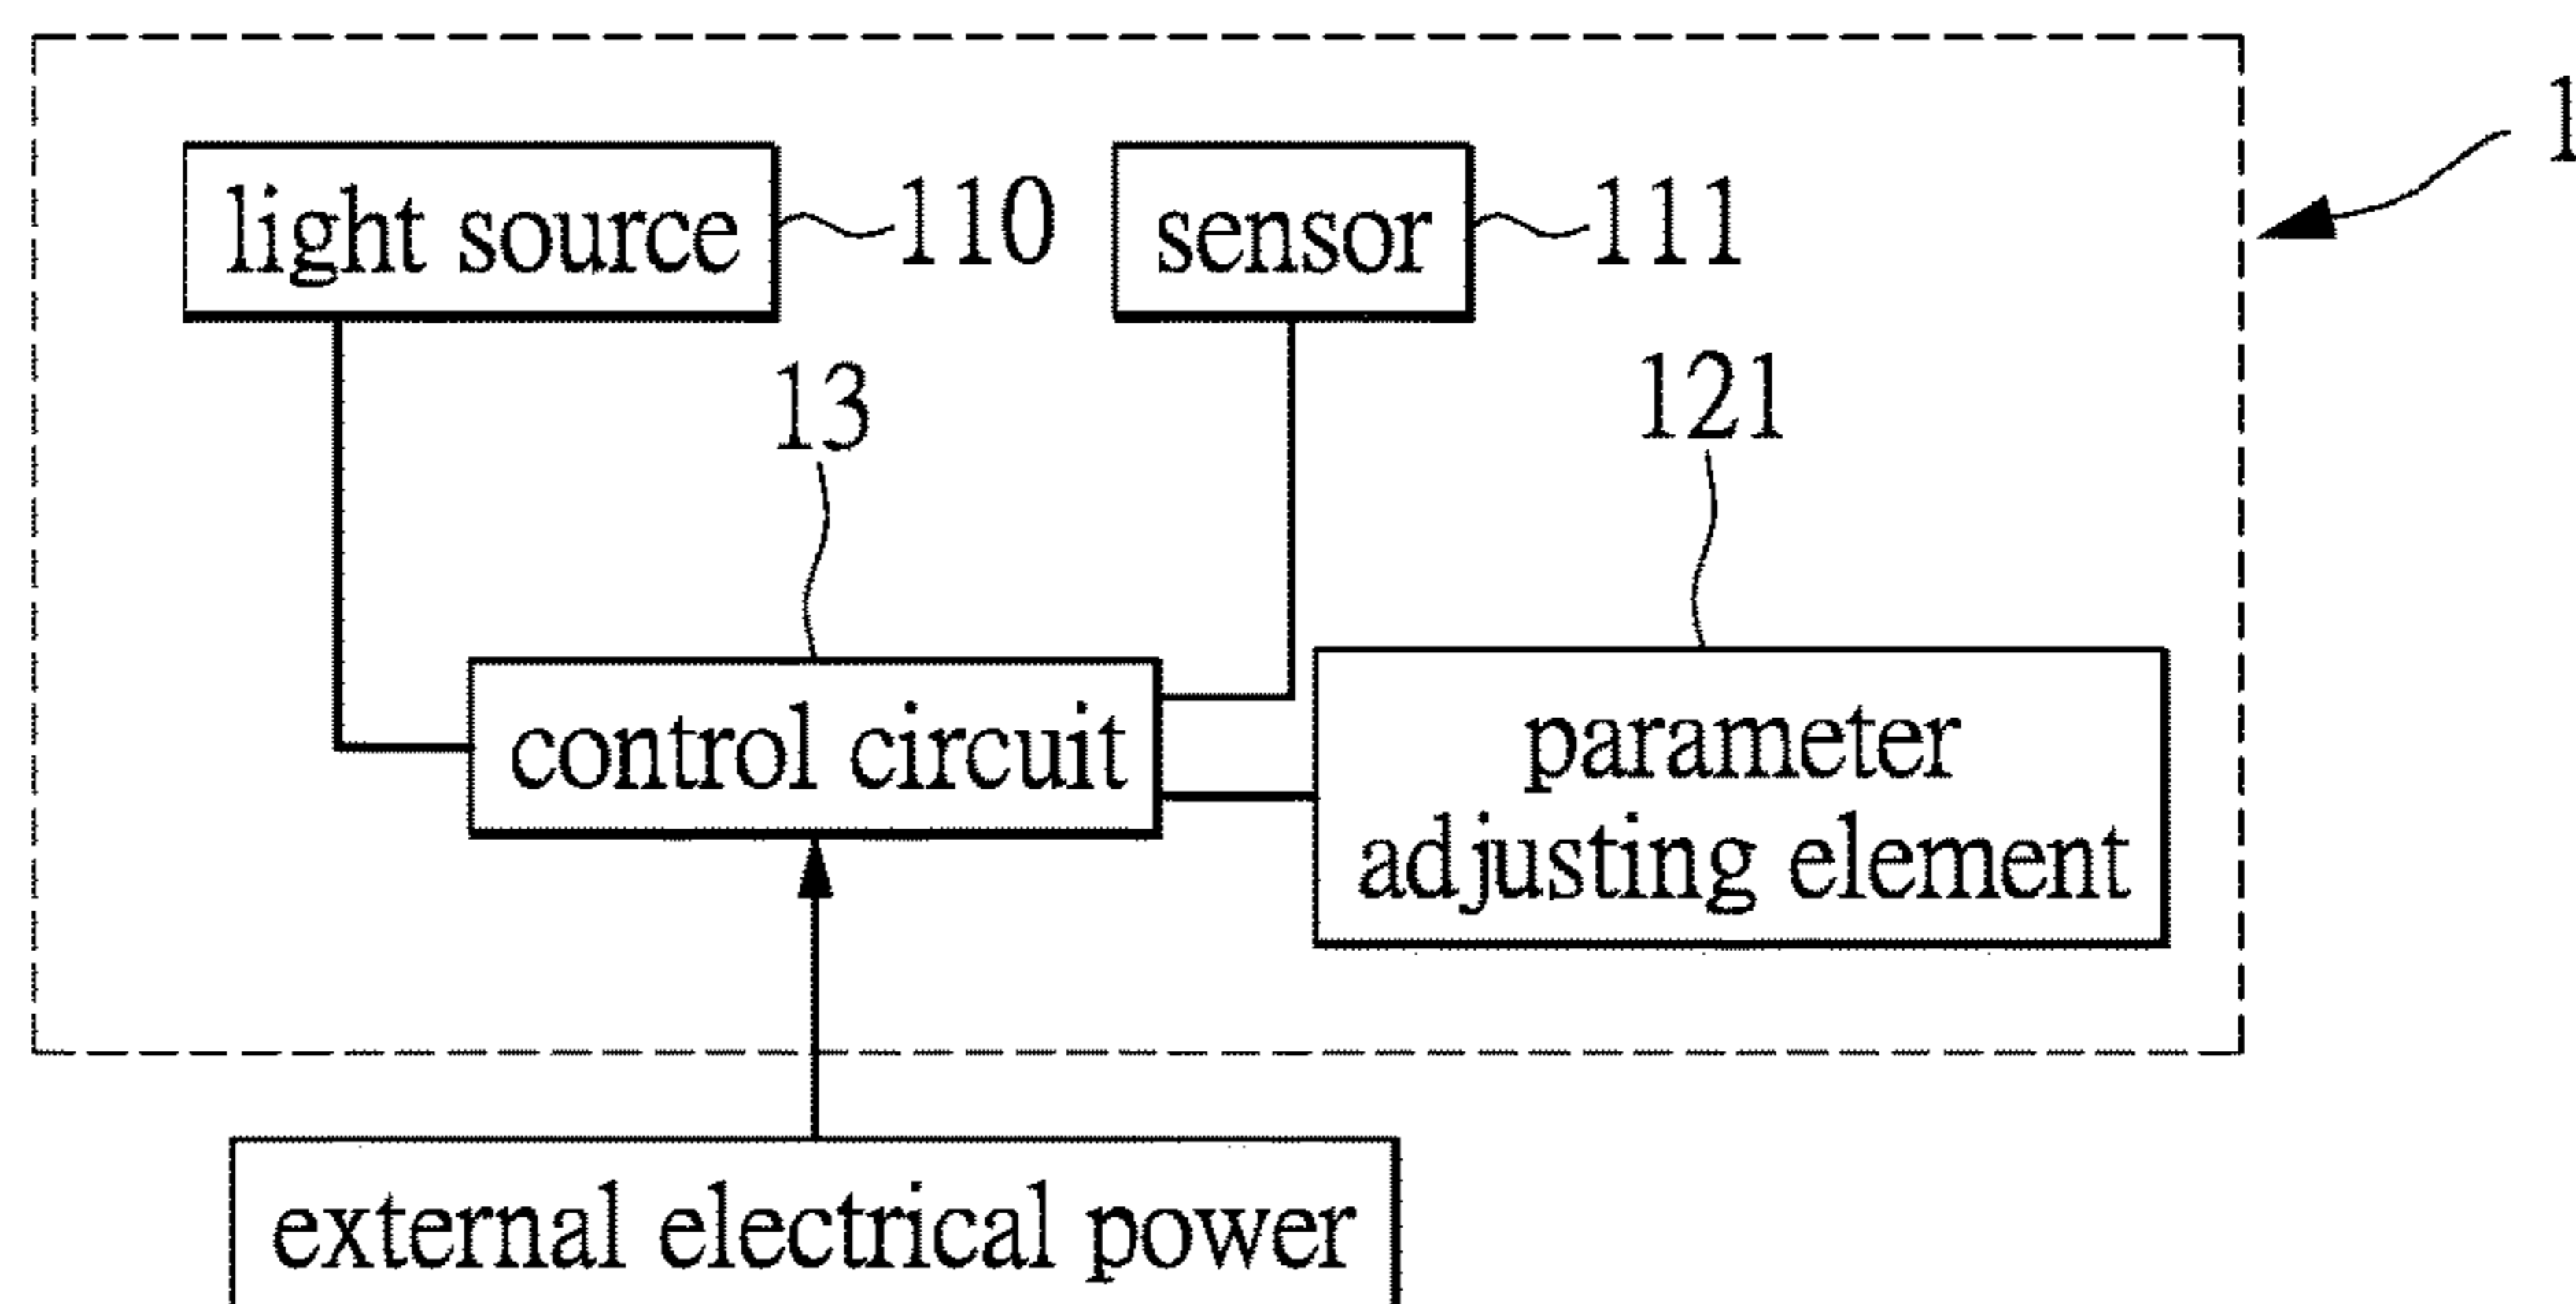 1
light source
110
sensor
111
13
121
control circuit
parameter
adjusting element
external electrical power